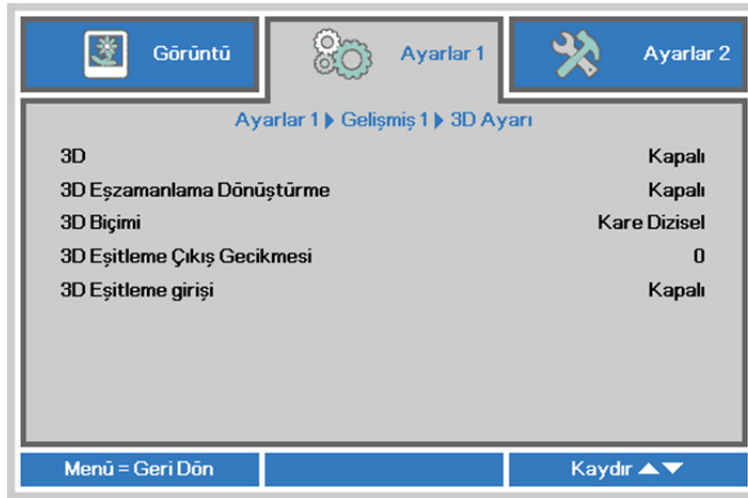 Görüntü
Ayarlar 1
Ayarlar 2
Ayarlar 1 ▶ Gelişmiş 1 ▶ 3D Ayarı
3D Kapalı
3D Eşzamanlama Dönüştürme Kapalı
3D Biçimi Kare Dizisel
3D Eşitleme Çıkış Gecikmesi 0
3D Eşitleme girişi Kapalı
Menü = Geri Dön
Kaydır ▲▼